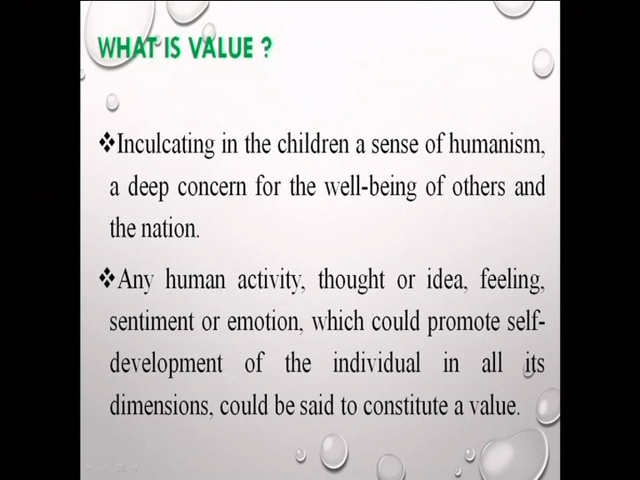 WHAT IS VALUE ?
❖Inculcating in the children a sense of humanism,
a deep concern for the well-being of others and
the nation.
❖Any human activity, thought or idea, feeling,
sentiment or emotion, which could promote self-
development of the individual in all its
dimensions, could be said to constitute a value.